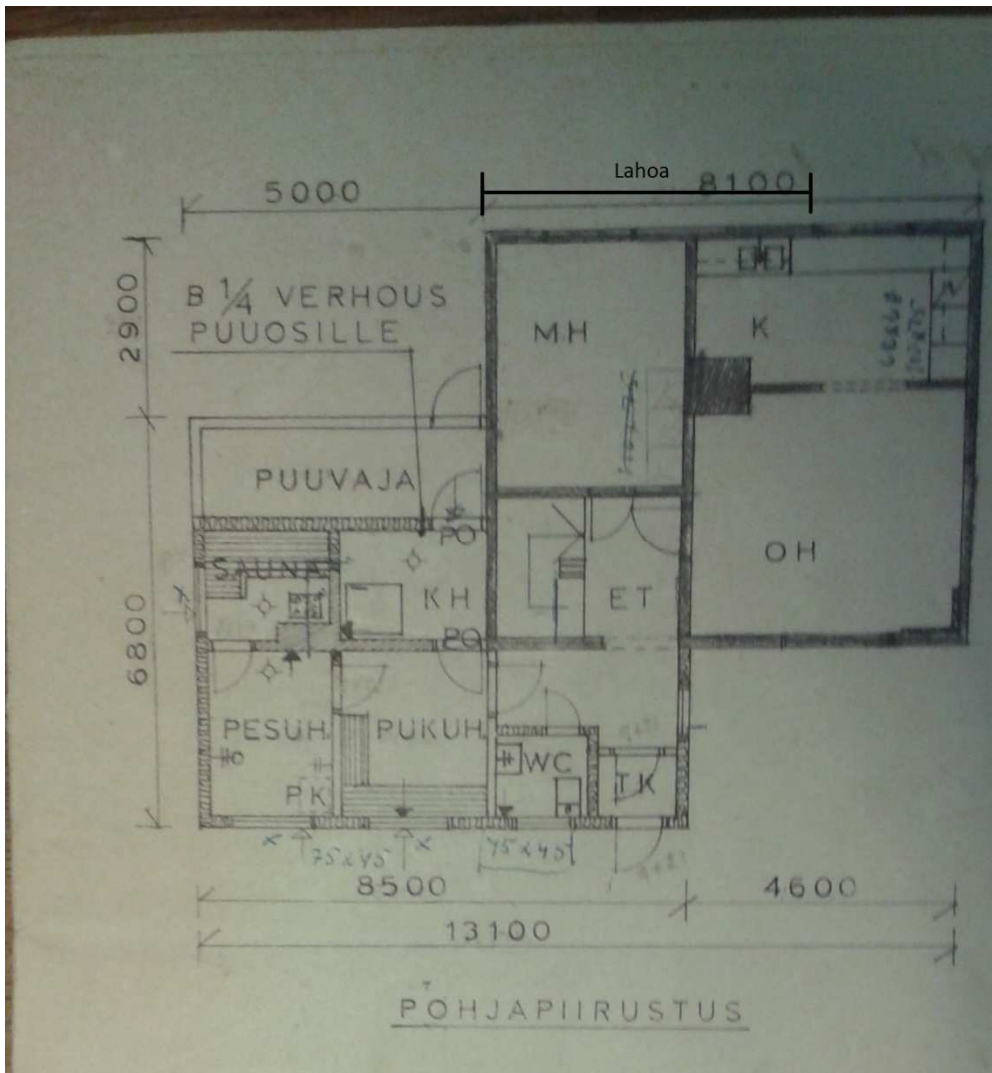 Lahoa
5000
8100
2900
B 1/4 VERHOUS
PUUOSILLE
MH
K
PUUVAJA
PO
SAUNA
KH
ET
OH
6800
PO
PESUH
PUKUH
WC
TK
PK
x
x
75x45
75x45
8500
4600
13100
POHJAPIIRUSTUS